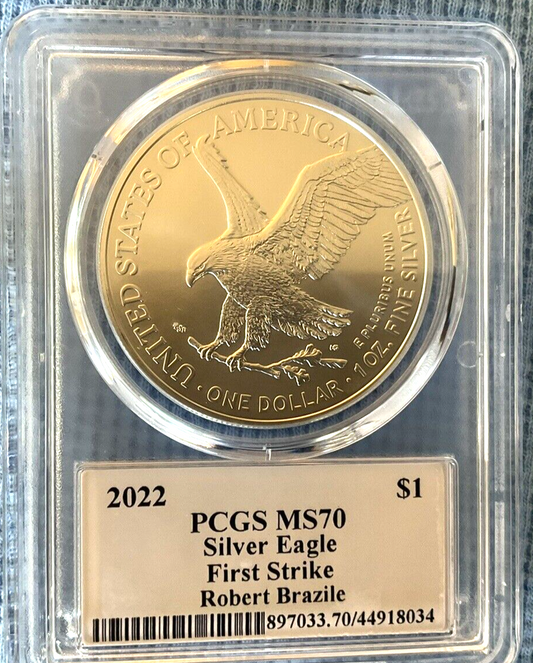 UNITED STATES OF AMERICA
E PLURIBUS UNUM
1 OZ. FINE SILVER
· ONE DOLLAR ·
2022 $1
PCGS MS70
Silver Eagle
First Strike
Robert Brazile
897033.70/44918034